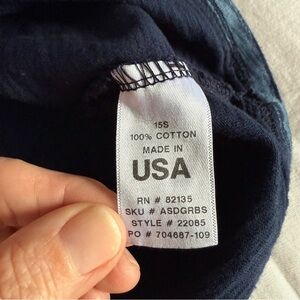 15S
100% COTTON
MADE IN
USA
RN # 82135
SKU # ASDGRBS
STYLE # 22085
PO # 704687-109